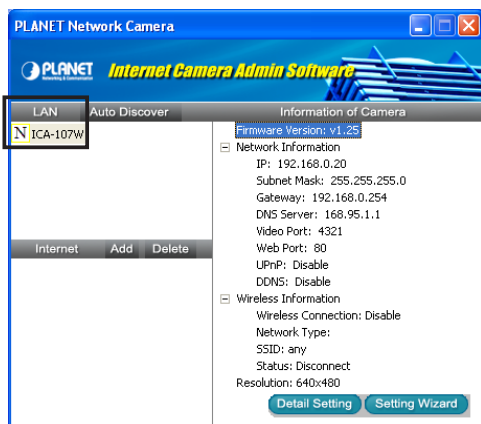 PLANET Network Camera
PLANET Internet Camera Admin Software
Networking & Communication
LAN Auto Discover Information of Camera
N ICA-107W
Firmware Version: v1.25
Network Information
IP: 192.168.0.20
Subnet Mask: 255.255.255.0
Gateway: 192.168.0.254
DNS Server: 168.95.1.1
Video Port: 4321
Internet Add Delete
Web Port: 80
UPnP: Disable
DDNS: Disable
Wireless Information
Wireless Connection: Disable
Network Type:
SSID: any
Status: Disconnect
Resolution: 640x480
Detail Setting Setting Wizard